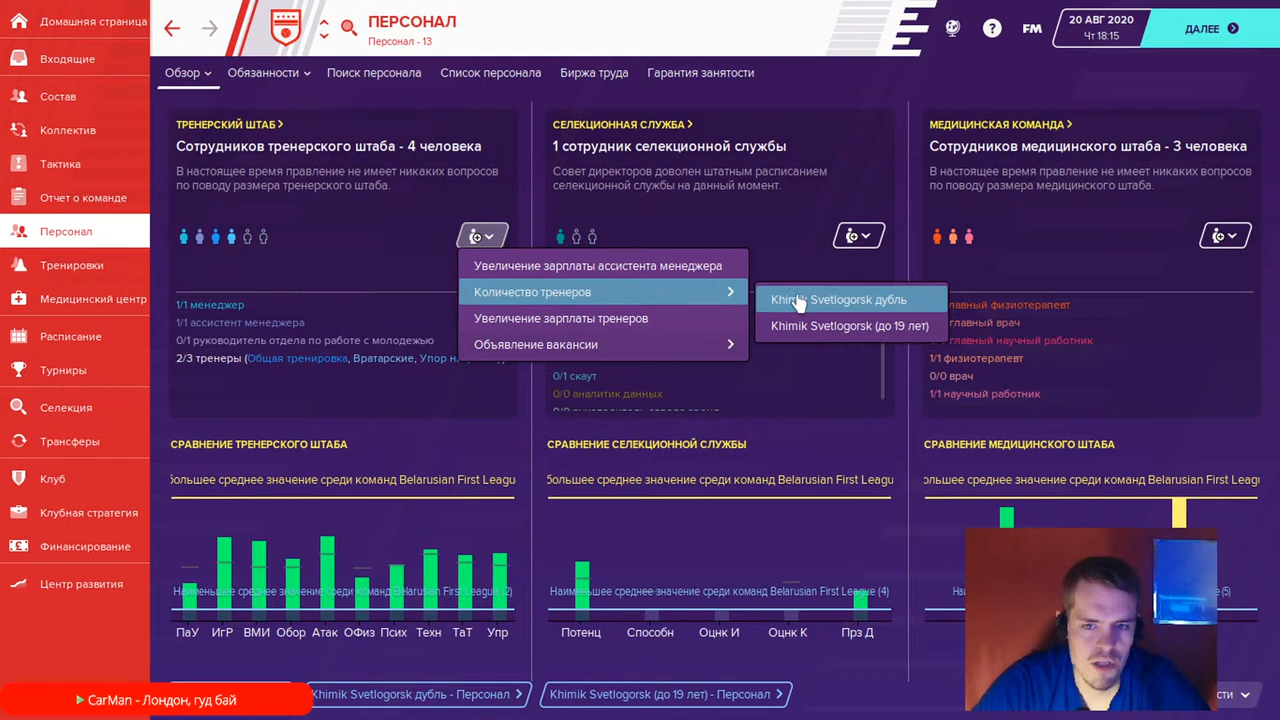 Домашняя страница
Входящие
Состав
Коллектив
Тактика
Отчет о команде
Персонал
Тренировки
Медицинский центр
Расписание
Турниры
Селекция
Трансферы
Клуб
Клубная стратегия
Финансирование
Центр развития
ПЕРСОНАЛ
Персонал - 13
?
FM
20 АВГ 2020
Чт 18:15
ДАЛЕЕ
Обзор
Обязанности
Поиск персонала
Список персонала
Биржа труда
Гарантия занятости
ТРЕНЕРСКИЙ ШТАБ
Сотрудников тренерского штаба - 4 человека
В настоящее время правление не имеет никаких вопросов
по поводу размера тренерского штаба.
1/1 менеджер
1/1 ассистент менеджера
0/1 руководитель отдела по работе с молодежью
2/3 тренеры (Общая тренировка, Вратарские, Упор
Увеличение зарплаты ассистента менеджера
Количество тренеров
Увеличение зарплаты тренеров
Объявление вакансии
Khimik Svetlogorsk дубль
Khimik Svetlogorsk (до 19 лет)
СЕЛЕКЦИОННАЯ СЛУЖБА
1 сотрудник селекционной службы
Совет директоров доволен штатным расписанием
селекционной службы на данный момент.
0/1 скаут
0/0 аналитик данных
МЕДИЦИНСКАЯ КОМАНДА
Сотрудников медицинского штаба - 3 человека
В настоящее время правление не имеет никаких вопросов
по поводу размера медицинского штаба.
главный физиотерапевт
главный врач
главный научный работник
1/1 физиотерапевт
0/0 врач
1/1 научный работник
СРАВНЕНИЕ ТРЕНЕРСКОГО ШТАБА
большее среднее значение среди команд Belarusian First Leagu
Наименьшее среднее значение среди команд Belarusian First League (2)
ПаУ ИгР ВМИ Обор Атак ОФиз Псих Техн ТаТ Упр
СРАВНЕНИЕ СЕЛЕКЦИОННОЙ СЛУЖБЫ
большее среднее значение среди команд Belarusian First Leagu
Наименьшее среднее значение среди команд Belarusian First League (4)
Потенц Способн Оцнк И Оцнк К Прз Д
СРАВНЕНИЕ МЕДИЦИНСКОГО ШТАБА
ольшее среднее значение среди команд Belarusian First Leagu
(5)
CarMan - Лондон, гуд бай
Khimik Svetlogorsk дубль - Персонал
Khimik Svetlogorsk (до 19 лет) - Персонал